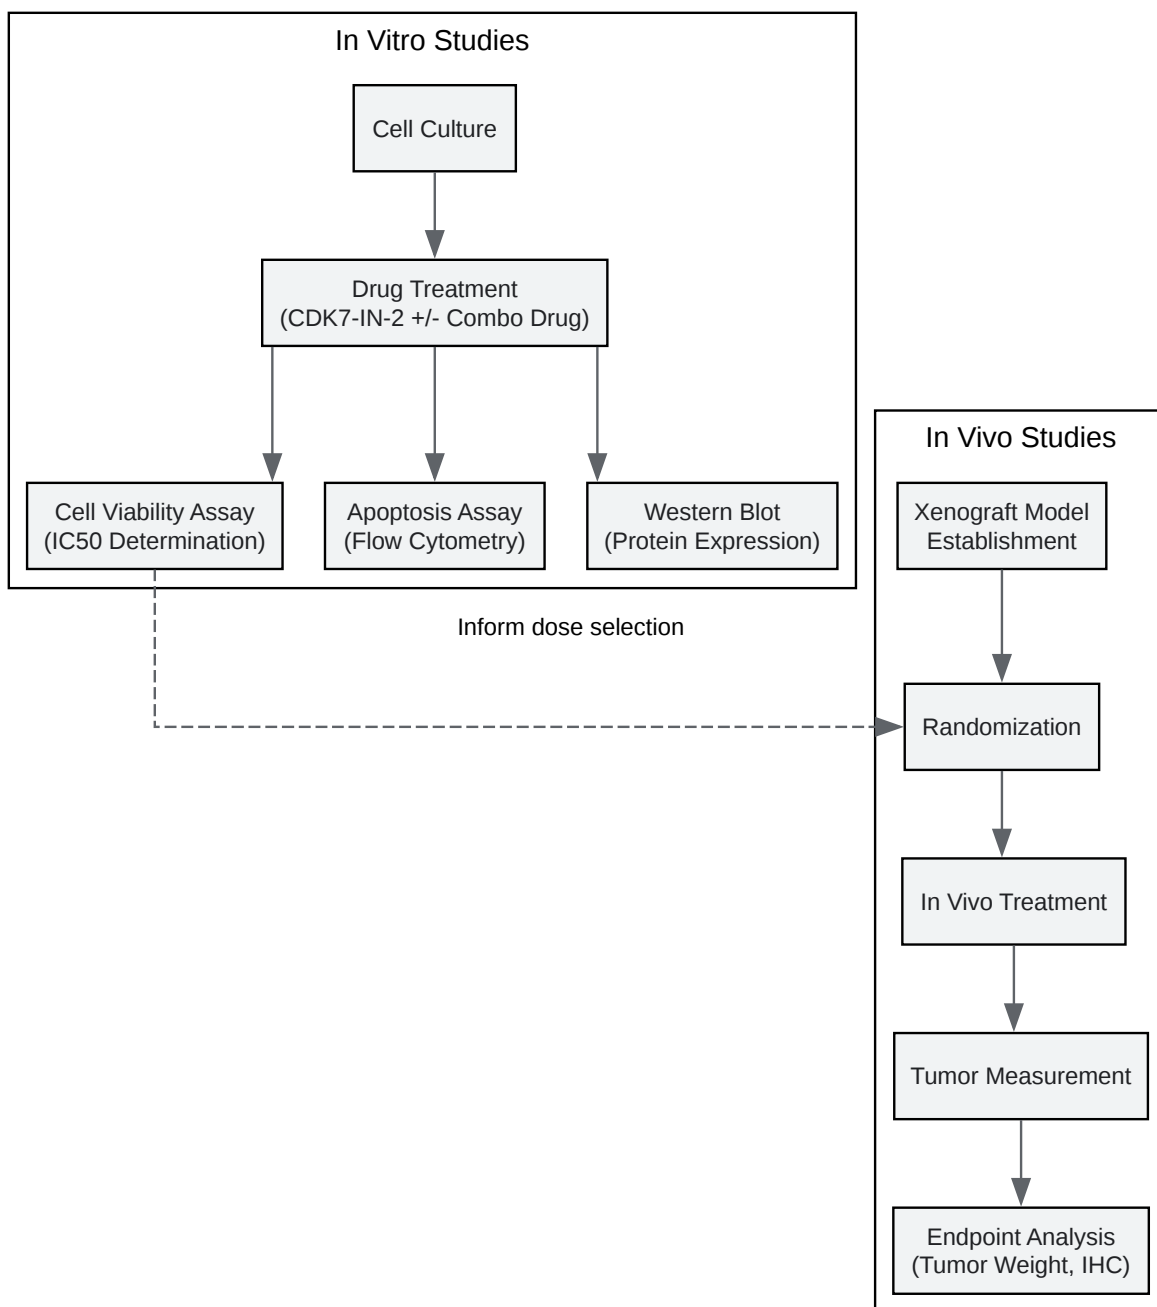 In Vitro Studies
Cell Culture
Drug Treatment
(CDK7-IN-2 +/- Combo Drug)
Cell Viability Assay
(IC50 Determination)
Apoptosis Assay
(Flow Cytometry)
Western Blot
(Protein Expression)
Inform dose selection
In Vivo Studies
Xenograft Model
Establishment
Randomization
In Vivo Treatment
Tumor Measurement
Endpoint Analysis
(Tumor Weight, IHC)